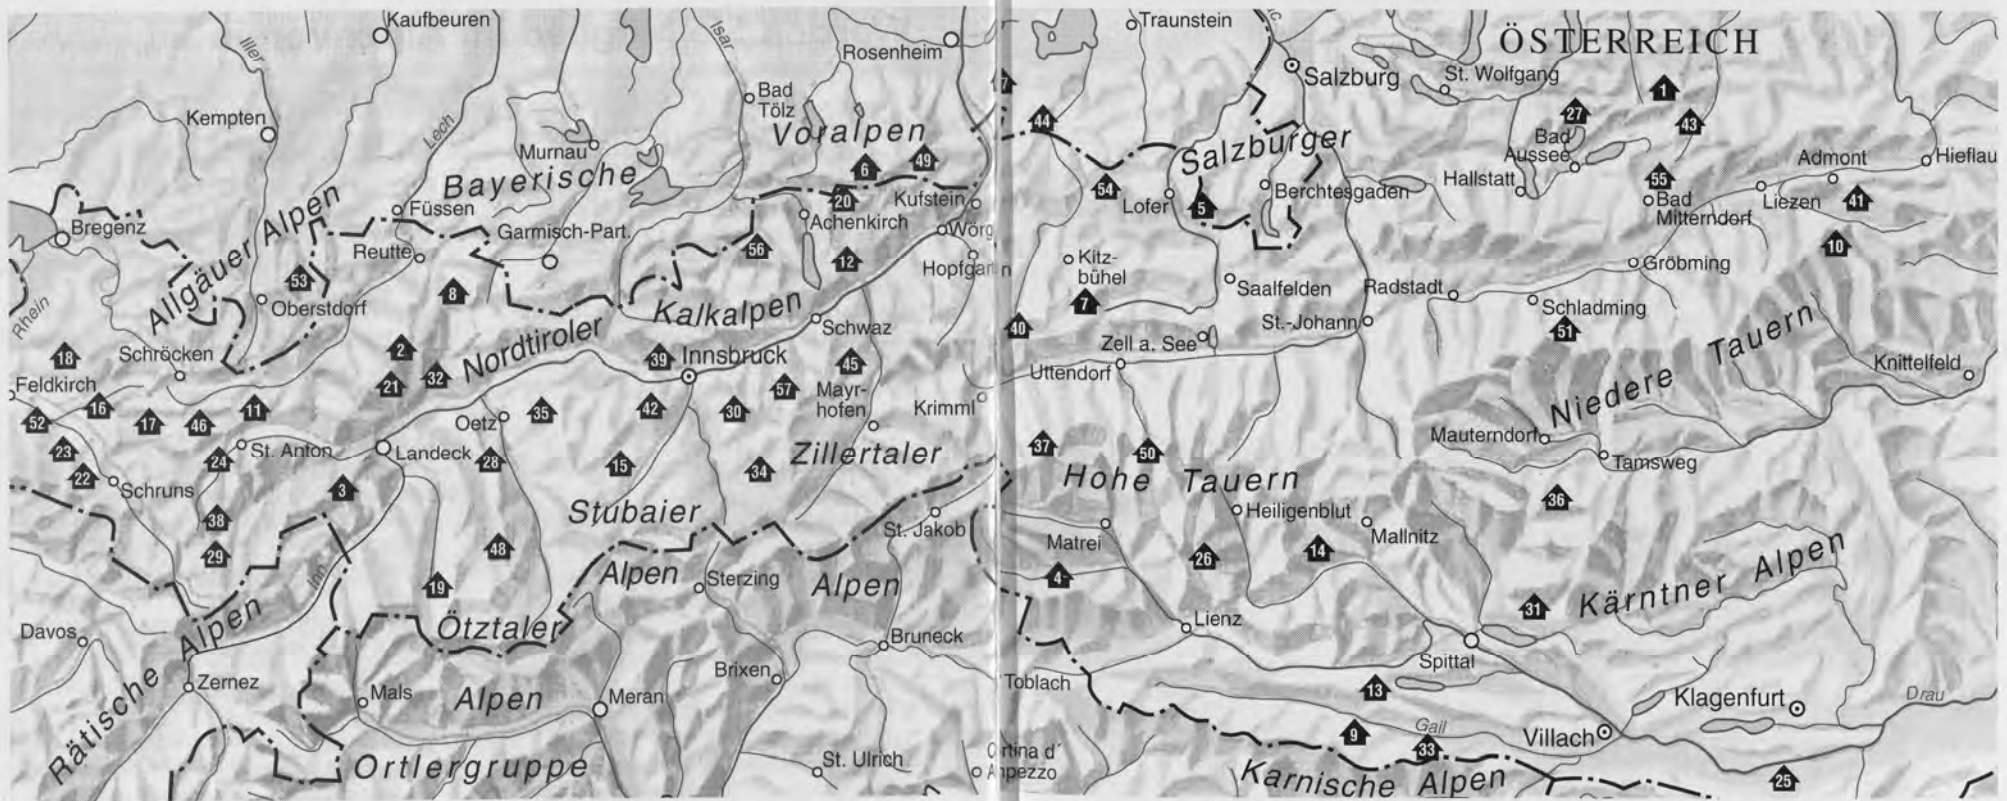 Kaufbeuren
Iller
Isar
Rosenheim
Bad
Tölz
Kempten
Lech
Voralpen
Murnau
49
6
Bayerische
20
Kufstein
Füssen
Achenkirch
Bregenz
Garmisch-Part.
Wörg
Reutte
56
12
Hopfgarten
Allgäuer Alpen
53
8
Oberstdorf
Rhein
Kalkalpen
Nordtiroler
Schwaz
18
Schröcken
2
39
Innsbruck
45
Feldkirch
21
32
57
Mayr-
hofen
16
11
35
42
30
Krimml
52
17
46
Oetz
23
24
St. Anton
Landeck
28
15
34
Zillertaler
22
Schruns
3
38
Stubaier
St. Jakob
29
48
Inn
19
Alpen
Sterzing
Alpen
Davos
Ötztaler
Bruneck
Rätische Alpen
Zernez
Mals
Alpen
Meran
Brixen
Ortlergruppe
St. Ulrich
Cortina d´
Ampezzo
Traunstein
ÖSTERREICH
Salzburg
St. Wolfgang
7
1
44
27
43
Bad
Aussee
Salzburger
Admont
Hieflau
54
Lofer
5
Berchtesgaden
Hallstatt
55
Bad
Mitterndorf
Liezen
41
10
Kitz-
bühel
Gröbming
7
Saalfelden
Radstadt
Schladming
40
St.-Johann
51
Zell a. See
Uttendorf
Niedere Tauern
Knittelfeld
37
50
Mauterndorf
Tamsweg
Hohe Tauern
36
Heiligenblut
Mallnitz
Matrei
26
14
4
31
Kärntner Alpen
Lienz
Spittal
Toblach
13
Klagenfurt
Drau
9
Gail
33
Villach
Karnische Alpen
25